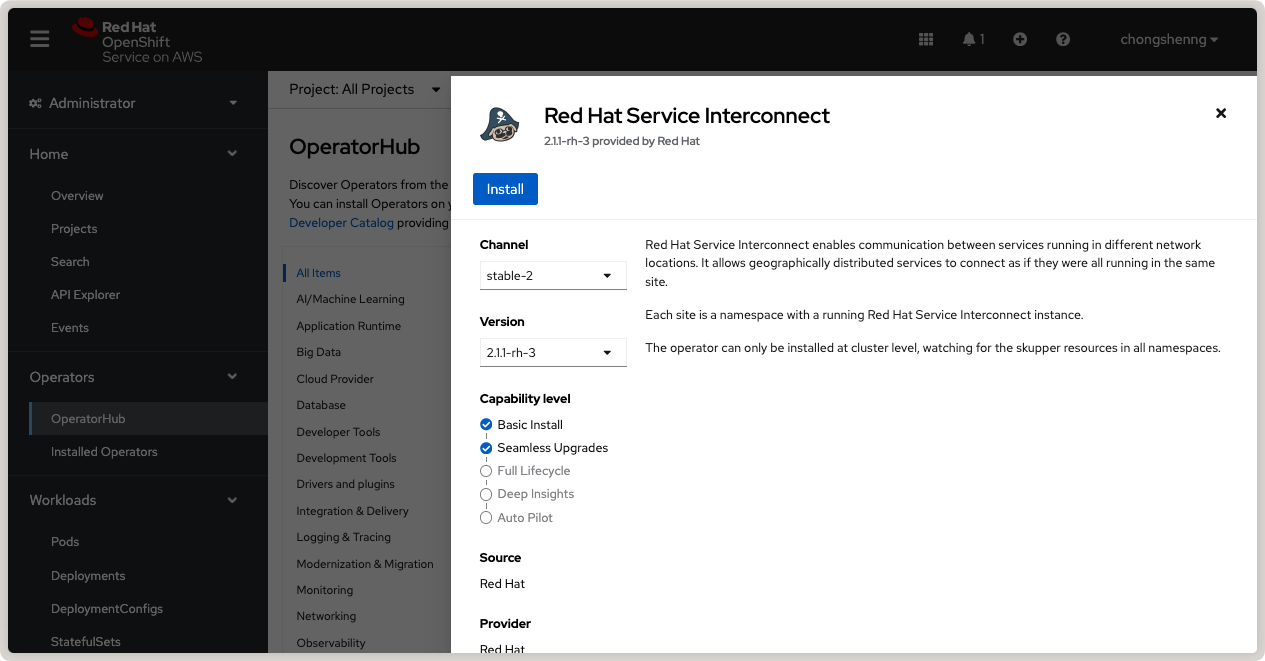 Red Hat
OpenShift
Service on AWS
1
chongshenng
Administrator
Home
Overview
Projects
Search
API Explorer
Events
Operators
OperatorHub
Installed Operators
Workloads
Pods
Deployments
DeploymentConfigs
StatefulSets
Project: All Projects
OperatorHub
Discover Operators from the
You can install Operators on
Developer Catalog providing
All Items
AI/Machine Learning
Application Runtime
Big Data
Cloud Provider
Database
Developer Tools
Development Tools
Drivers and plugins
Integration & Delivery
Logging & Tracing
Modernization & Migration
Monitoring
Networking
Observability
Red Hat Service Interconnect
2.1.1-rh-3 provided by Red Hat
Install
Channel
stable-2
Version
2.1.1-rh-3
Capability level
Basic Install
Seamless Upgrades
Full Lifecycle
Deep Insights
Auto Pilot
Source
Red Hat
Provider
Red Hat
Red Hat Service Interconnect enables communication between services running in different network
locations. It allows geographically distributed services to connect as if they were all running in the same
site.
Each site is a namespace with a running Red Hat Service Interconnect instance.
The operator can only be installed at cluster level, watching for the skupper resources in all namespaces.